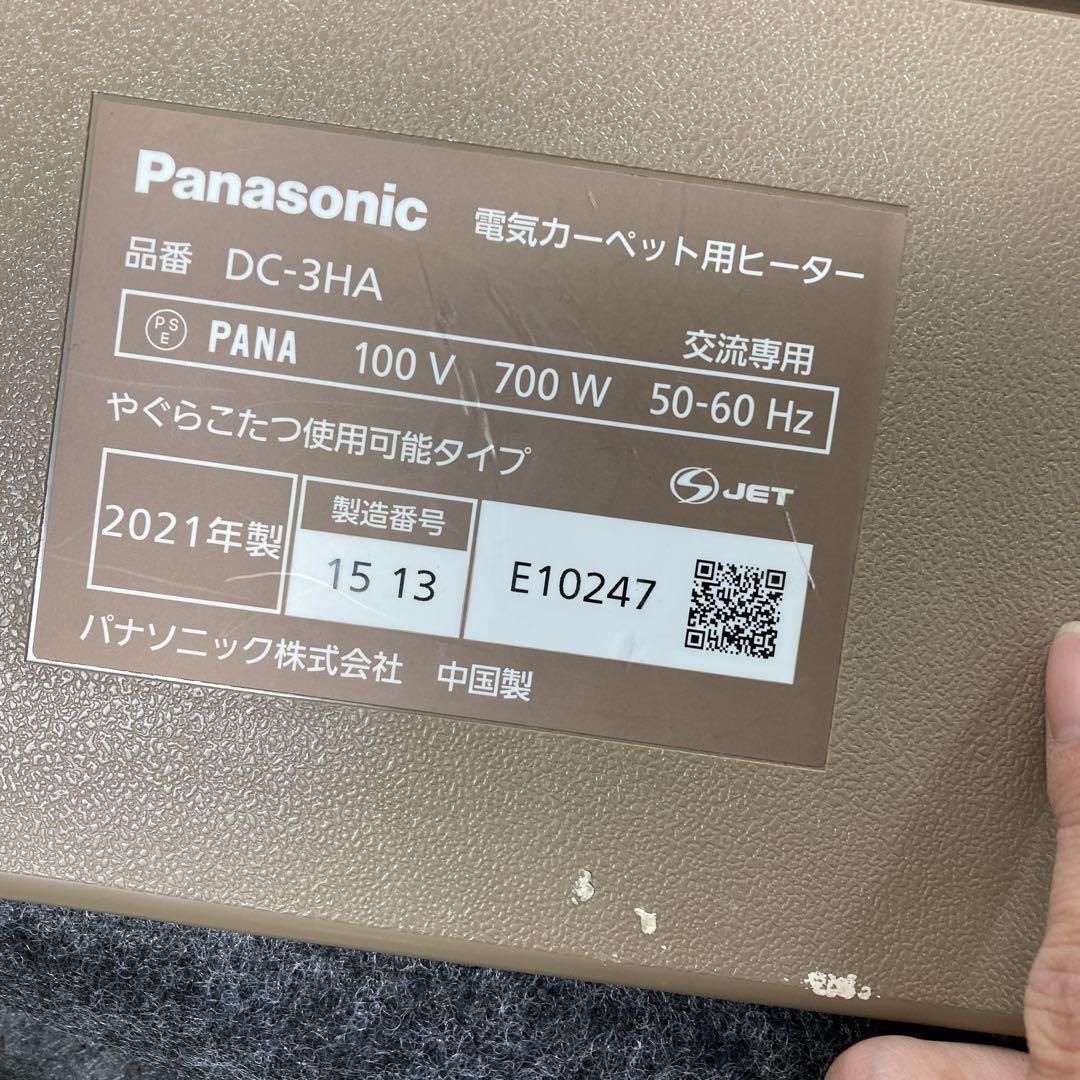 Panasonic 電気カーペット用ヒーター
品番 DC-3HA
交流専用
PSE PANA 100 V 700 W 50-60 Hz
やぐらこたつ使用可能タイプ
S JET
2021年製
製造番号
15 13
E10247
パナソニック株式会社 中国製